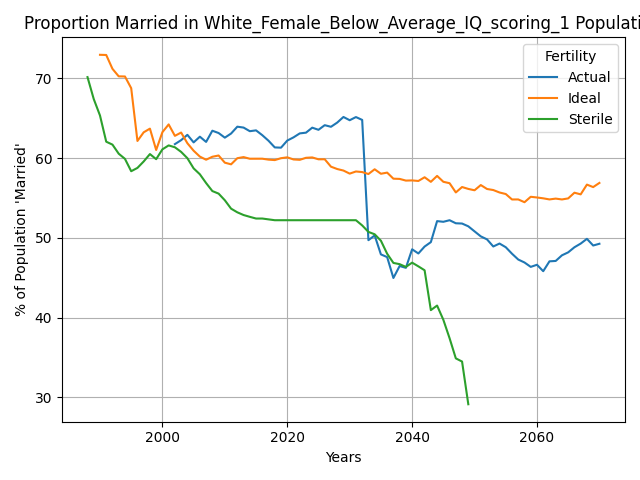 Proportion Married in White_Female_Below_Average_IQ_scoring_1 Populati
Fertility
Actual
Ideal
Sterile
% of Population 'Married'
70
60
50
40
30
2000
2020
2040
2060
Years